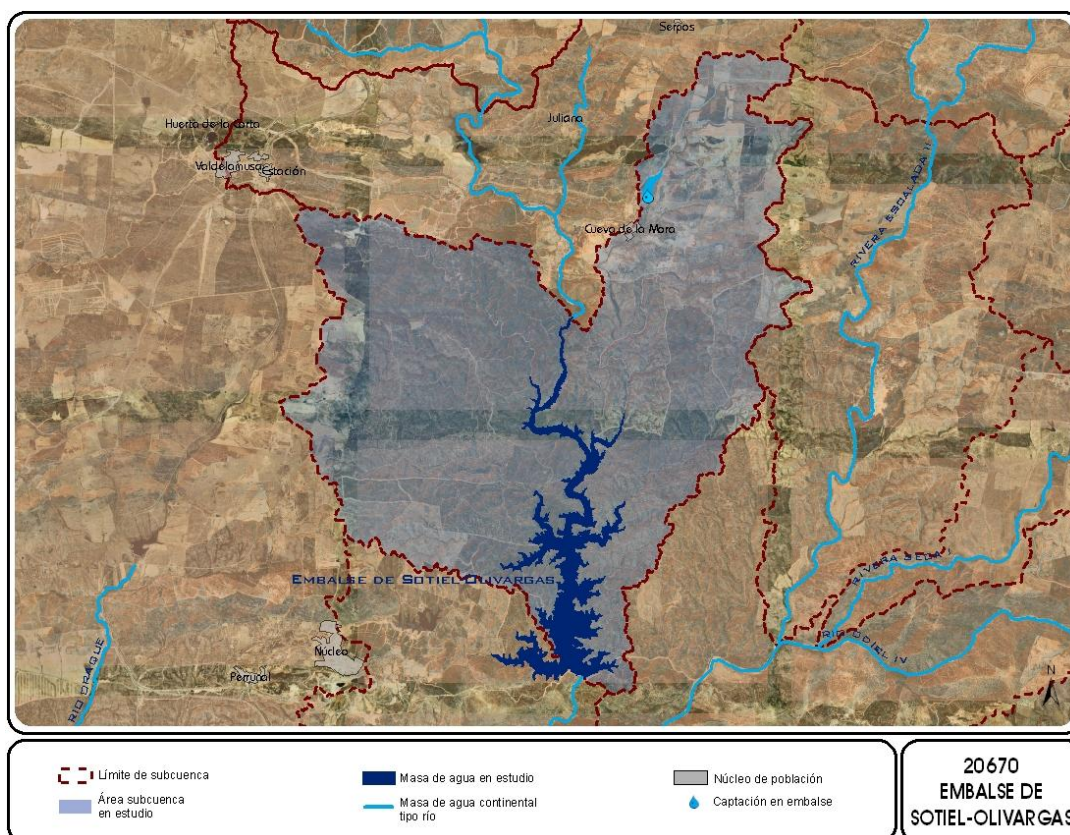 Serpos
Huerta de la Corta
Juliana
Valdelamusa
Estación
Cueva de la Mora
RIVERA ESCALADA II
EMBALSE DE SOTIEL-OLIVARGAS
RIVERA SECA I
RIO ODIEL IV
Núcleo
Perrunal
RIO ORAQUE
N
Límite de subcuenca
Área subcuenca
en estudio
Masa de agua en estudio
Masa de agua continental
tipo río
Núcleo de población
Captación en embalse
20670
EMBALSE DE
SOTIEL-OLIVARGAS